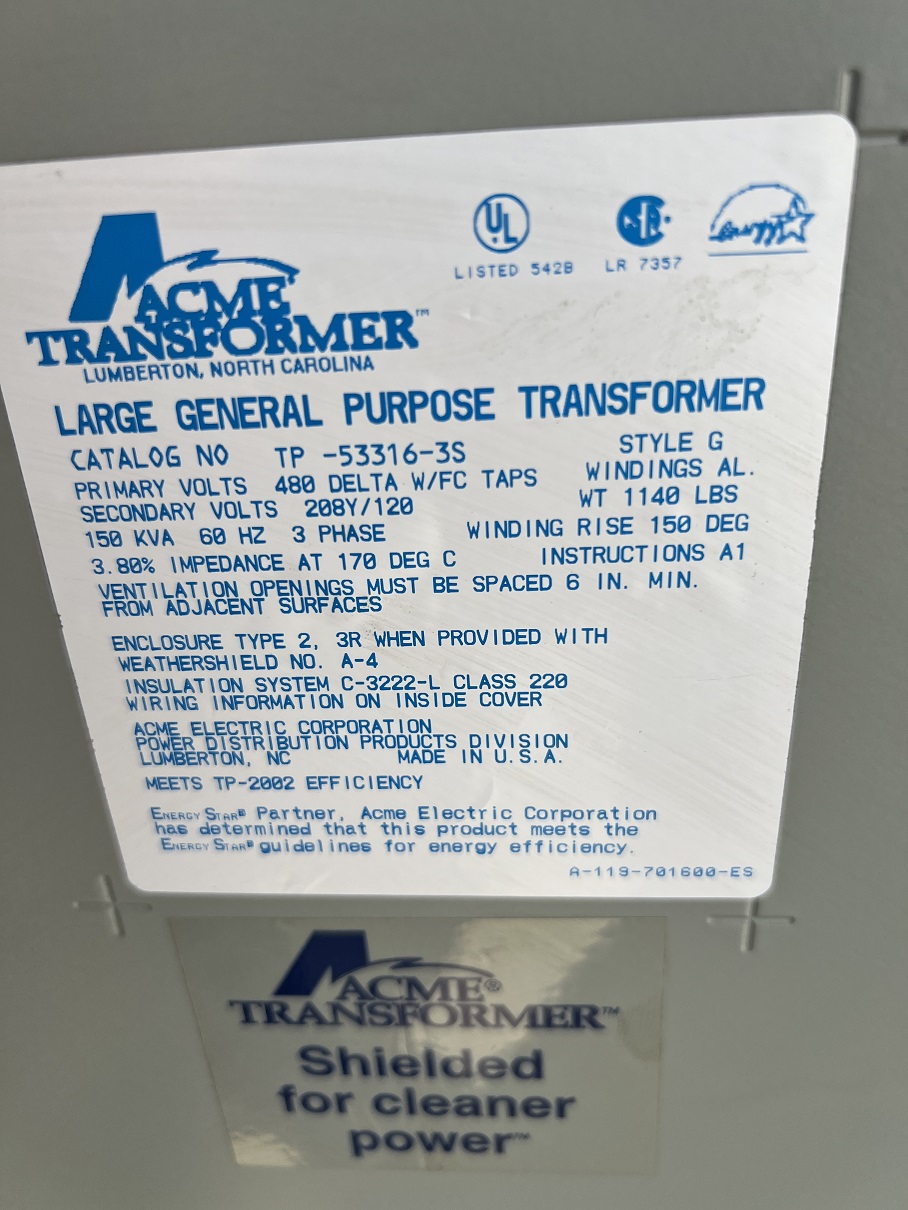 UL
LISTED 542B
LR 7357
energy
ACME
TRANSFORMER™
LUMBERTON, NORTH CAROLINA
LARGE GENERAL PURPOSE TRANSFORMER
CATALOG NO TP -53316-3S STYLE G
PRIMARY VOLTS 480 DELTA W/FC TAPS WINDINGS AL.
SECONDARY VOLTS 208Y/120 WT 1140 LBS
150 KVA 60 HZ 3 PHASE WINDING RISE 150 DEG
3.80% IMPEDANCE AT 170 DEG C INSTRUCTIONS A1
VENTILATION OPENINGS MUST BE SPACED 6 IN. MIN.
FROM ADJACENT SURFACES
ENCLOSURE TYPE 2, 3R WHEN PROVIDED WITH
WEATHERSHIELD NO. A-4
INSULATION SYSTEM C-3222-L CLASS 220
WIRING INFORMATION ON INSIDE COVER
ACME ELECTRIC CORPORATION
POWER DISTRIBUTION PRODUCTS DIVISION
LUMBERTON, NC MADE IN U.S.A.
MEETS TP-2002 EFFICIENCY
ENERGY STAR® Partner, Acme Electric Corporation
has determined that this product meets the
ENERGY STAR® guidelines for energy efficiency.
A-119-701600-ES
ACME®
TRANSFORMER™
Shielded
for cleaner
power™